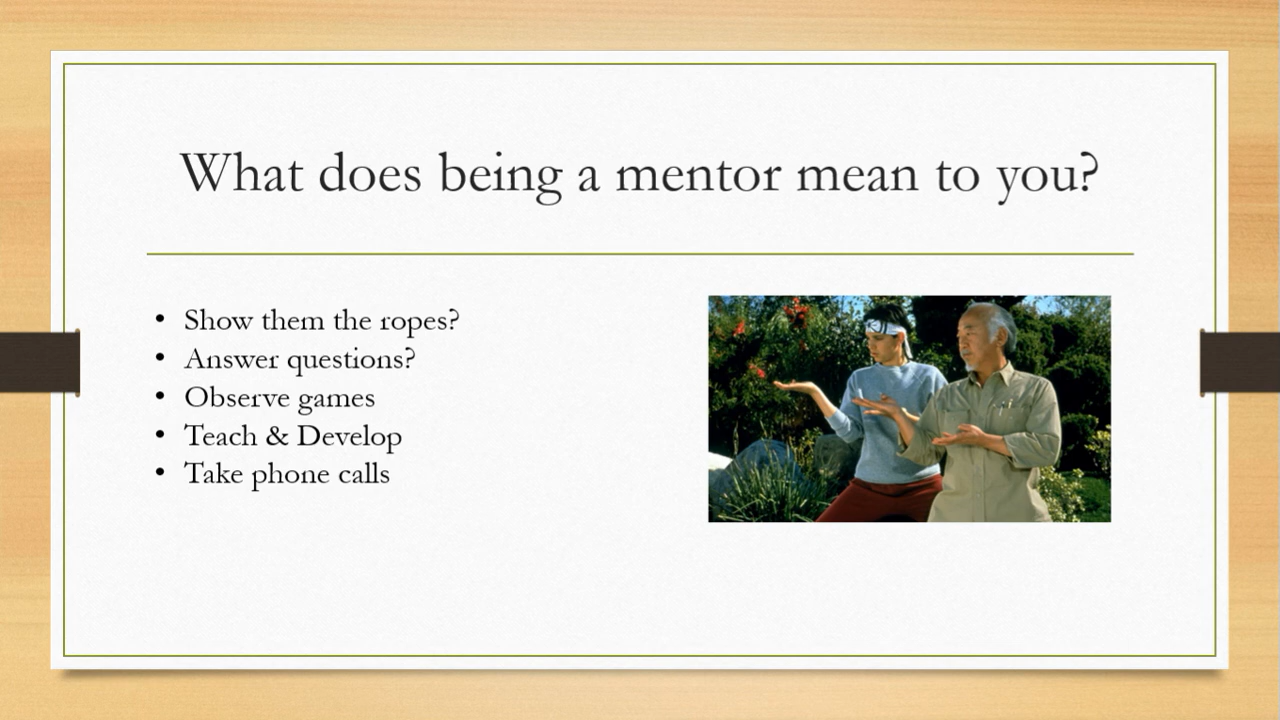 What does being a mentor mean to you?
• Show them the ropes?
• Answer questions?
• Observe games
• Teach & Develop
• Take phone calls